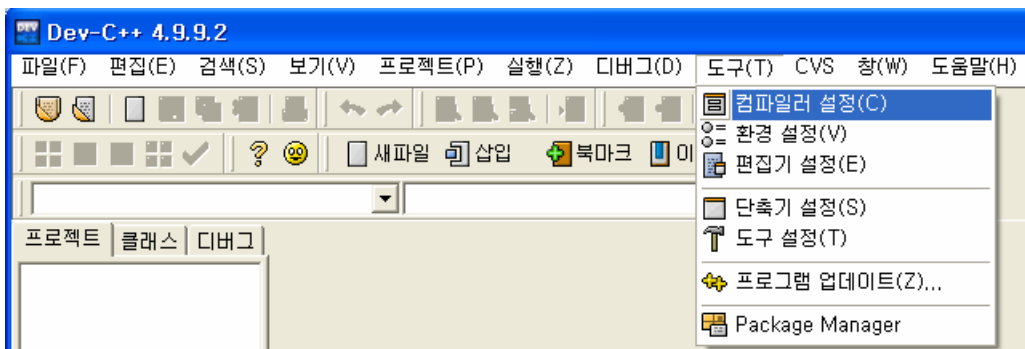 Dev-C++ 4.9.9.2
파일(F) 편집(E) 검색(S) 보기(V) 프로젝트(P) 실행(Z) 디버그(D) 도구(T) CVS 창(W) 도움말(H)
컴파일러 설정(C)
환경 설정(V)
새파일 삽입 북마크
편집기 설정(E)
단축기 설정(S)
프로젝트 클래스 디버그
도구 설정(T)
프로그램 업데이트(Z)...
Package Manager